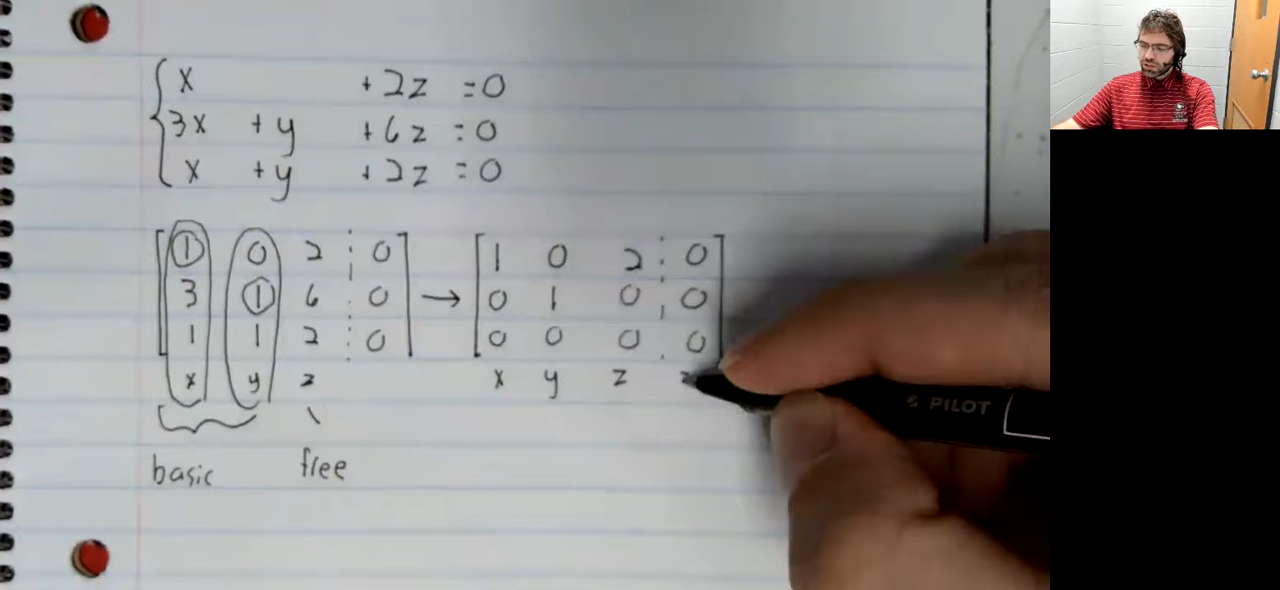 x +2z =0
3x +y +6z =0
x +y +2z =0
1 0 2 0 → 1 0 2 0
3 1 6 0 0 1 0 0
1 1 2 0 0 0 0 0
x y z x y z
basic free
PILOT